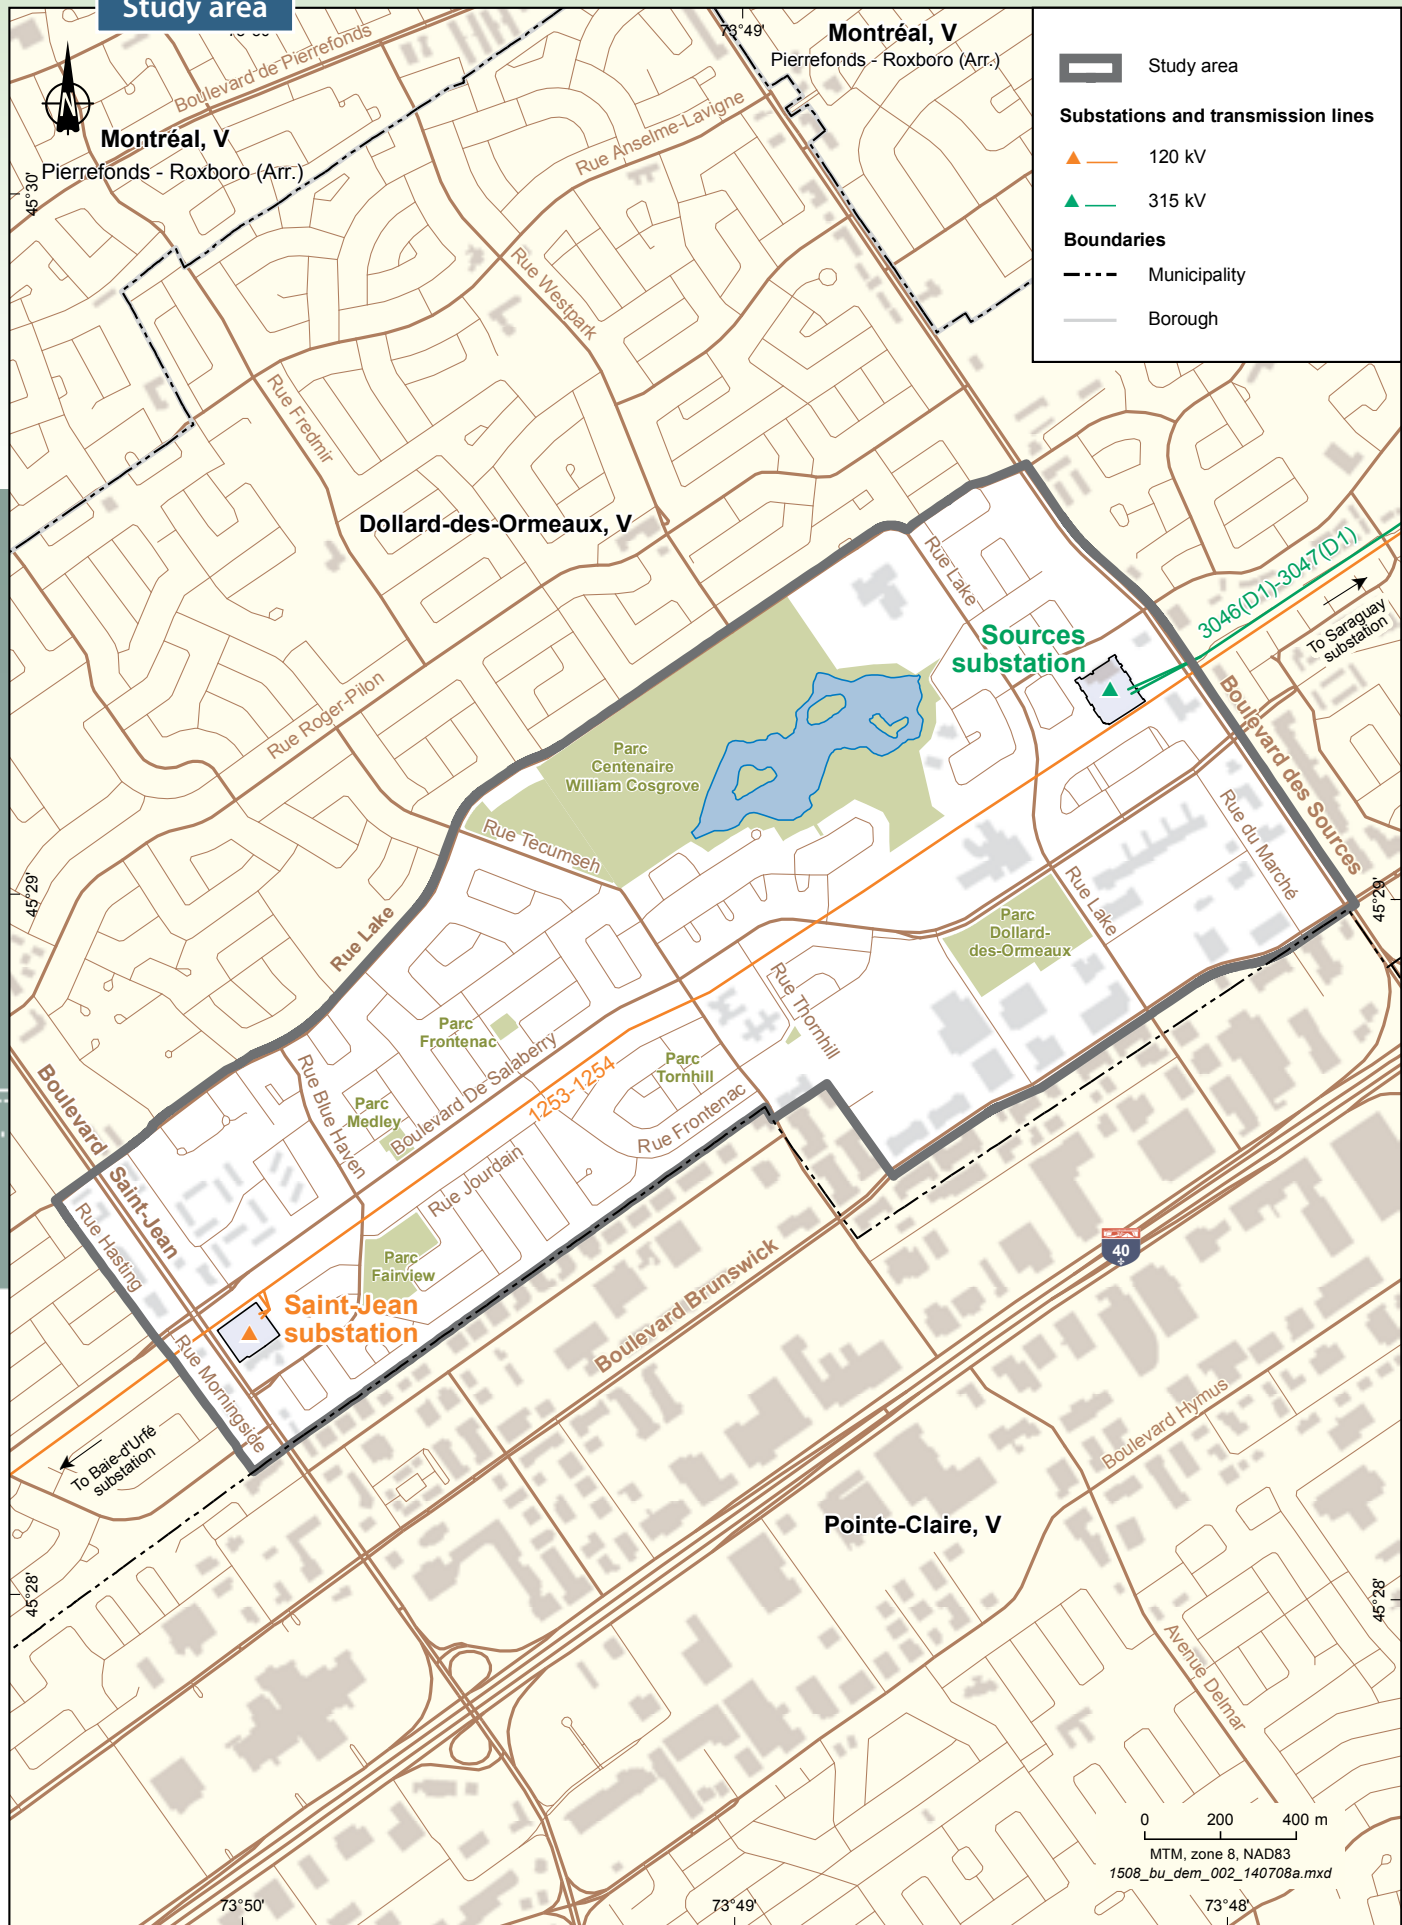 Study area
73°49'
Montréal, V
Pierrefonds - Roxboro (Arr.)
Study area
Substations and transmission lines
120 kV
315 kV
Boundaries
Municipality
Borough
Boulevard de Pierrefonds
Montréal, V
Pierrefonds - Roxboro (Arr.)
N
45°30'
Rue Anselme-Lavigne
Rue Westpark
Rue Fredmir
Dollard-des-Ormeaux, V
Rue Lake
3046(D1)-3047(D1)
To Saraguay
substation
Sources
substation
Rue Roger-Pilon
Boulevard des Sources
Parc
Centenaire
William Cosgrove
Rue Tecumseh
Rue du Marché
45°29'
45°29'
Rue Lake
Rue Lake
Parc
Dollard-
des-Ormeaux
Rue Thornhill
Parc
Frontenac
Boulevard De Salaberry
1253-1254
Parc
Tornhill
Rue Frontenac
Rue Blue Haven
Parc
Medley
Rue Jourdain
Boulevard Saint-Jean
Rue Hasting
Parc
Fairview
40
Boulevard Brunswick
Saint-Jean
substation
Rue Morningside
To Baie-d'Urfé
substation
Boulevard Hymus
Pointe-Claire, V
45°28'
45°28'
Avenue Delmar
0 200 400 m
MTM, zone 8, NAD83
1508_bu_dem_002_140708a.mxd
73°50'
73°49'
73°48'